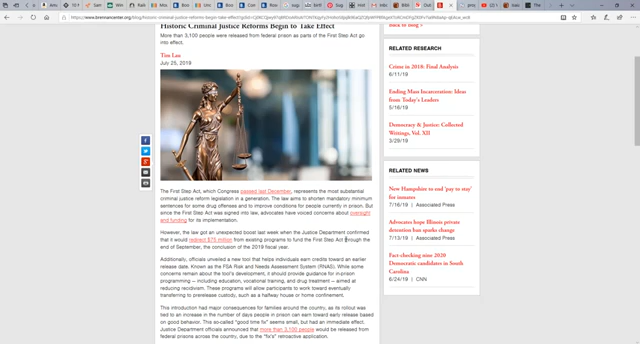 Historic Criminal Justice Reforms Begin to Take Effect
More than 3,100 people were released from federal prison as parts of the First Step Act go
into effect.
Tim Lau
July 25, 2019
The First Step Act, which Congress passed last December, represents the most substantial
criminal justice reform legislation in a generation. The law aims to shorten mandatory minimum
sentences for some drug offenses and to improve conditions for people currently in prison. But
since the First Step Act was signed into law, advocates have voiced concerns about oversight
and funding for its implementation.
However, the law got an unexpected boost last week when the Justice Department confirmed
that it would redirect $75 million from existing programs to fund the First Step Act through the
end of September, the conclusion of the 2019 fiscal year.
Additionally, officials unveiled a new tool that helps individuals earn credits toward an earlier
release date. Known as the FSA Risk and Needs Assessment System (RNAS). While some
concerns remain about the tool's development, it should provide guidance for in-prison
programming — including education, vocational training, and drug treatment — aimed at
reducing recidivism. These programs will allow participants to work toward eventually
transferring to prerelease custody, such as a halfway house or home confinement.
This introduction had major consequences for families around the country, as its rollout was
tied to an increase in the number of days people in prison can earn toward early release based
on good behavior. This so-called "good time fix" seems small, but had an immediate effect.
Justice Department officials announced that more than 3,100 people would be released from
federal prisons across the country, due to the "fix's" retroactive application.
RELATED RESEARCH
Crime in 2018: Final Analysis
6/11/19
Ending Mass Incarceration: Ideas
from Today's Leaders
5/16/19
Democracy & Justice: Collected
Writings, Vol. XII
3/29/19
RELATED NEWS
New Hampshire to end 'pay to stay'
for inmates
7/16/19 | Associated Press
Advocates hope Illinois private
detention ban sparks change
7/13/19 | Associated Press
Fact-checking nine 2020
Democratic candidates in South
Carolina
6/24/19 | CNN